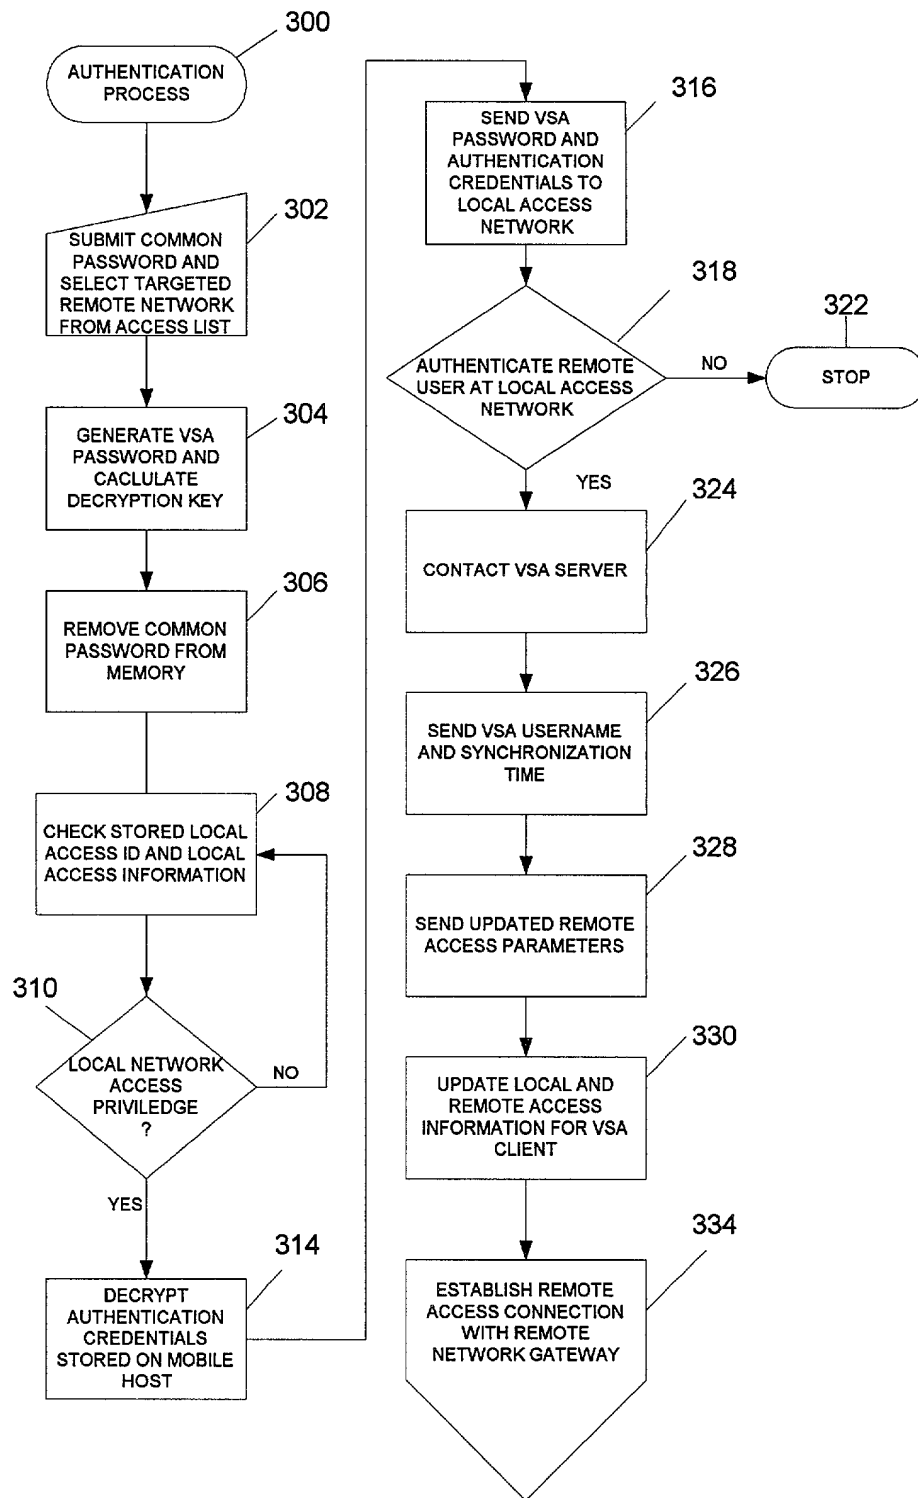 300
AUTHENTICATION
PROCESS
302
SUBMIT COMMON
PASSWORD AND
SELECT TARGETED
REMOTE NETWORK
FROM ACCESS LIST
304
GENERATE VSA
PASSWORD AND
CACLULATE
DECRYPTION KEY
306
REMOVE COMMON
PASSWORD FROM
MEMORY
308
CHECK STORED LOCAL
ACCESS ID AND LOCAL
ACCESS INFORMATION
310
LOCAL NETWORK
ACCESS
PRIVILEDGE
?
NO
YES
314
DECRYPT
AUTHENTICATION
CREDENTIALS
STORED ON MOBILE
HOST
316
SEND VSA
PASSWORD AND
AUTHENTICATION
CREDENTIALS TO
LOCAL ACCESS
NETWORK
318
AUTHENTICATE REMOTE
USER AT LOCAL ACCESS
NETWORK
NO
322
STOP
YES
324
CONTACT VSA SERVER
326
SEND VSA USERNAME
AND SYNCHRONIZATION
TIME
328
SEND UPDATED REMOTE
ACCESS PARAMETERS
330
UPDATE LOCAL AND
REMOTE ACCESS
INFORMATION FOR VSA
CLIENT
334
ESTABLISH REMOTE
ACCESS CONNECTION
WITH REMOTE
NETWORK GATEWAY